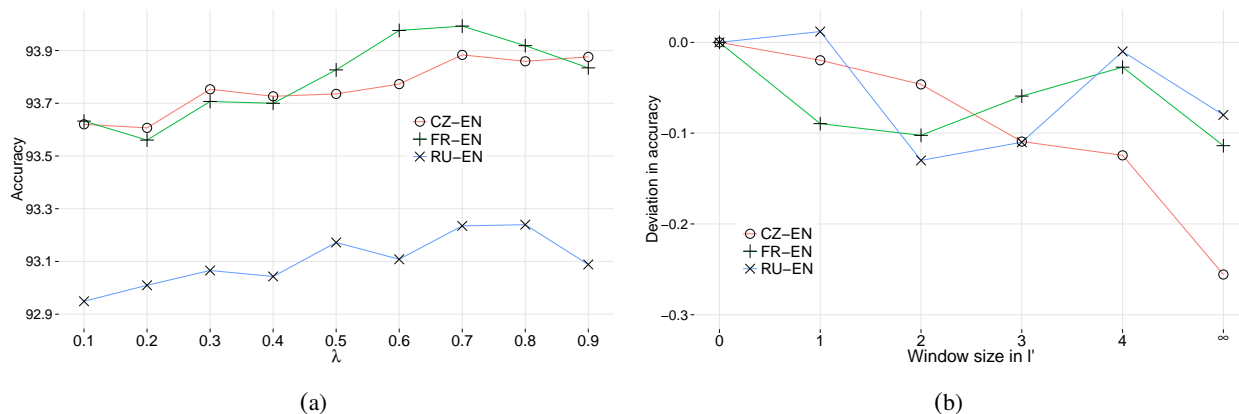 93.9
93.7
93.5
93.3
93.1
92.9
Accuracy
CZ−EN
FR−EN
RU−EN
0.1 0.2 0.3 0.4 0.5 0.6 0.7 0.8 0.9
λ
(a)
0.0
−0.1
−0.2
−0.3
Deviation in accuracy
CZ−EN
FR−EN
RU−EN
0 1 2 3 4 ∞
Window size in l'
(b)